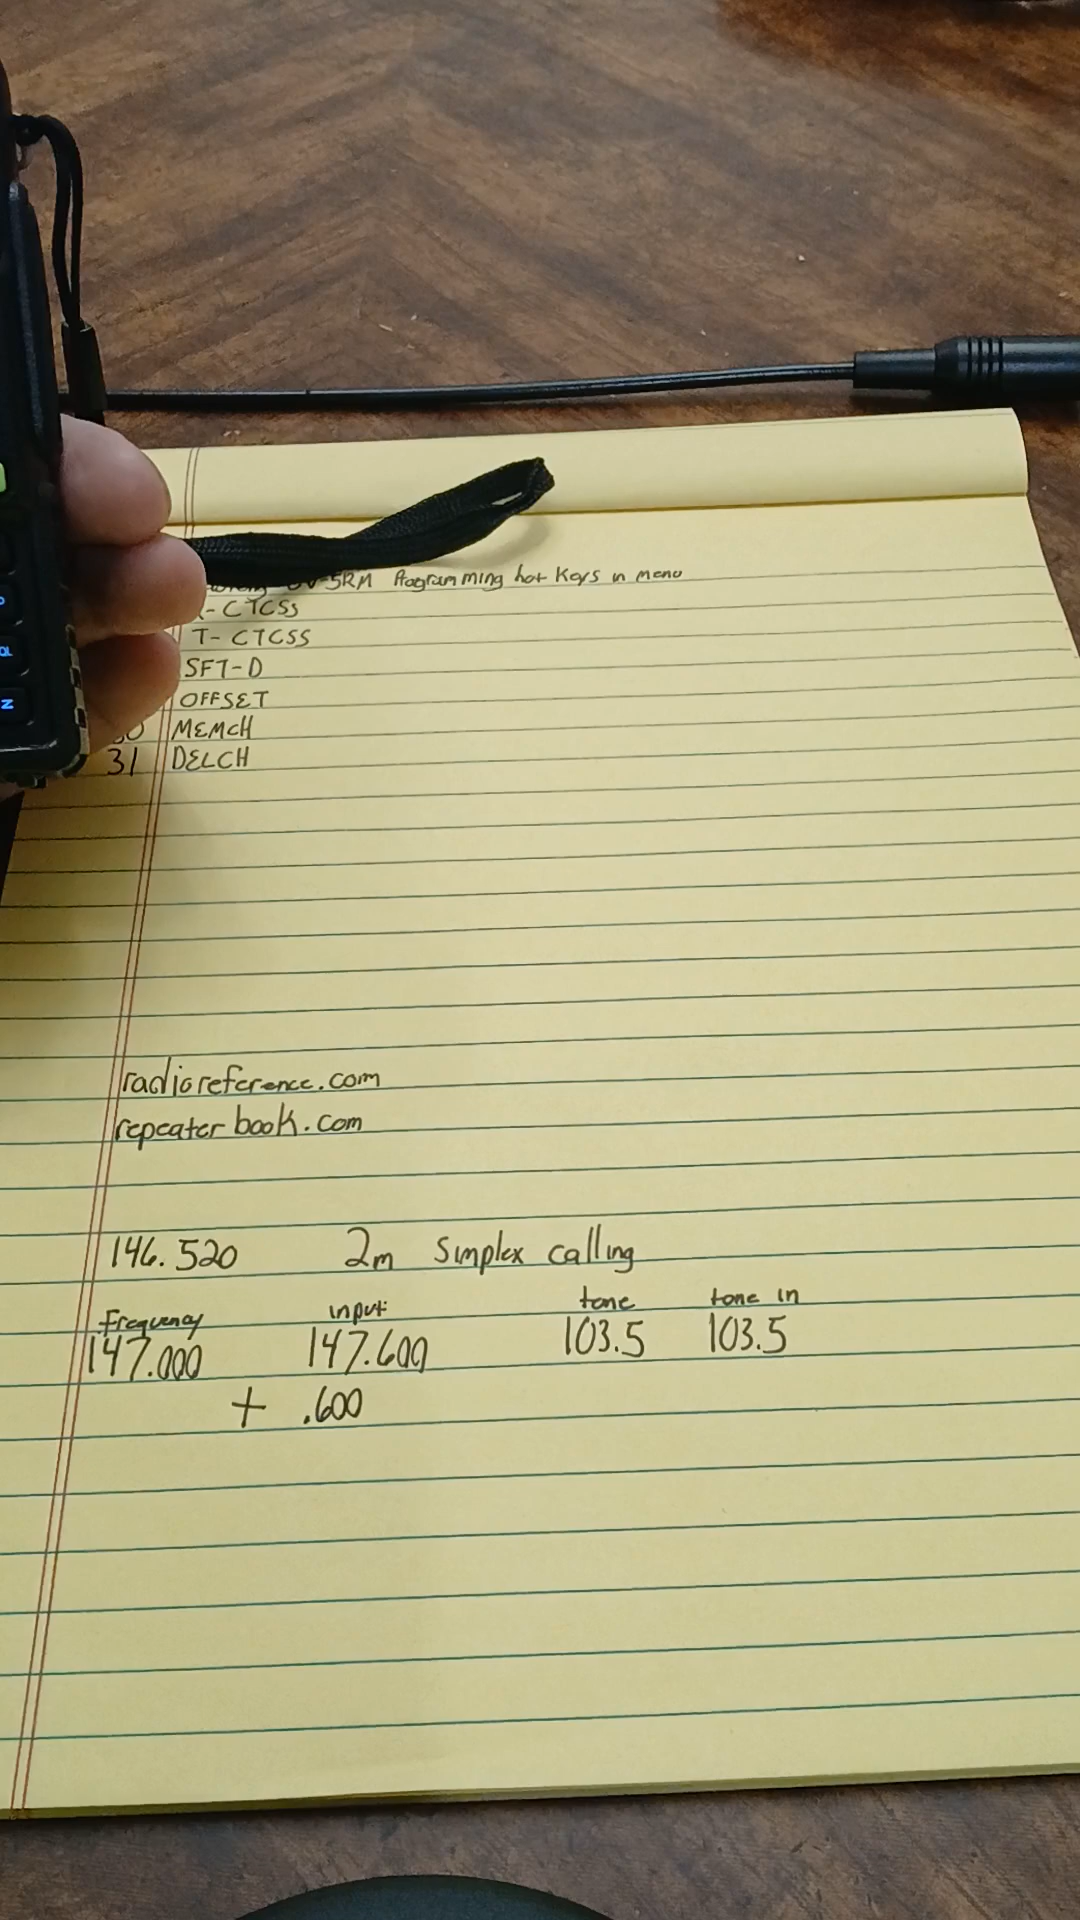 5RM Programming hot Keys in menu
- CTCSS
T- CTCSS
SFT-D
OFFSET
MEMCH
31 DELCH
radioreference.com
repeaterbook.com
146.520 2m Simplex calling
frequency input tone tone in
147.000 147.600 103.5 103.5
+ .600